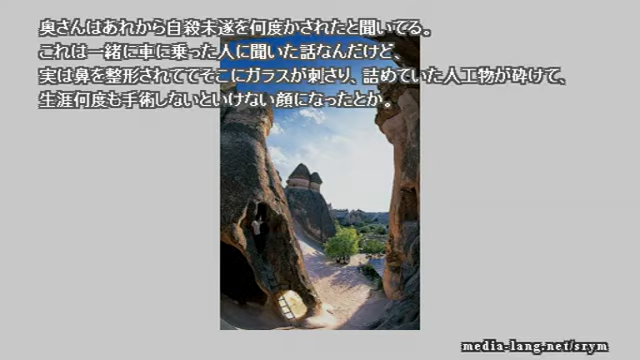 奥さんはあれから自殺未遂を何度かされたと聞いてる。
これは一緒に車に乗った人に聞いた話なんだけど、
実は鼻を整形されててそこにガラスが刺さり、詰めていた人工物が砕けて、
生涯何度も手術しないといけない顔になったとか。
media-lang-net/srym